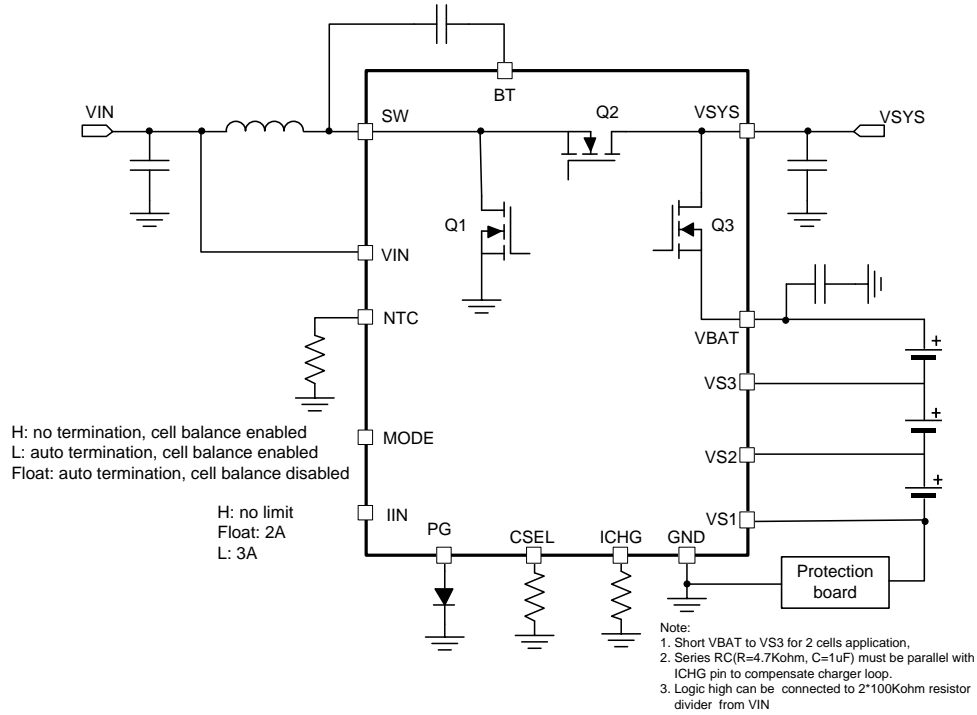 BT
VIN
SW
Q2
VSYS
VSYS
Q1
Q3
VIN
NTC
VBAT
VS3
H: no termination, cell balance enabled
L: auto termination, cell balance enabled
Float: auto termination, cell balance disabled
MODE
VS2
H: no limit
Float: 2A
L: 3A
IIN
VS1
PG
CSEL
ICHG
GND
Protection
board
+
+
+
Note:
1. Short VBAT to VS3 for 2 cells application,
2. Series RC(R=4.7Kohm, C=1uF) must be parallel with
ICHG pin to compensate charger loop.
3. Logic high can be connected to 2*100Kohm resistor
divider from VIN